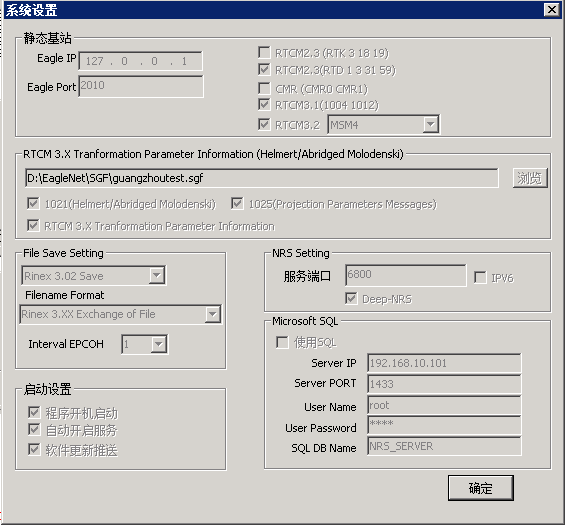 系统设置
静态基站
Eagle IP 127 . 0 . 0 . 1
Eagle Port 2010
RTCM2.3 (RTK 3 18 19)
RTCM2.3(RTD 1 3 31 59)
CMR (CMR0 CMR1)
RTCM3.1(1004 1012)
RTCM3.2 MSM4
RTCM 3.X Tranformation Parameter Information (Helmert/Abridged Molodenski)
D:\EagleNet\SGF\guangzhoutest.sgf 浏览
1021(Helmert/Abridged Molodenski) 1025(Projection Parameters Messages)
RTCM 3.X Tranformation Parameter Information
File Save Setting
Rinex 3.02 Save
Filename Format
Rinex 3.XX Exchange of File
Interval EPCOH 1
启动设置
程序开机启动
自动开启服务
软件更新推送
NRS Setting
服务端口 6800 IPV6
Deep-NRS
Microsoft SQL
使用SQL
Server IP 192.168.10.101
Server PORT 1433
User Name root
User Password ****
SQL DB Name NRS_SERVER
确定